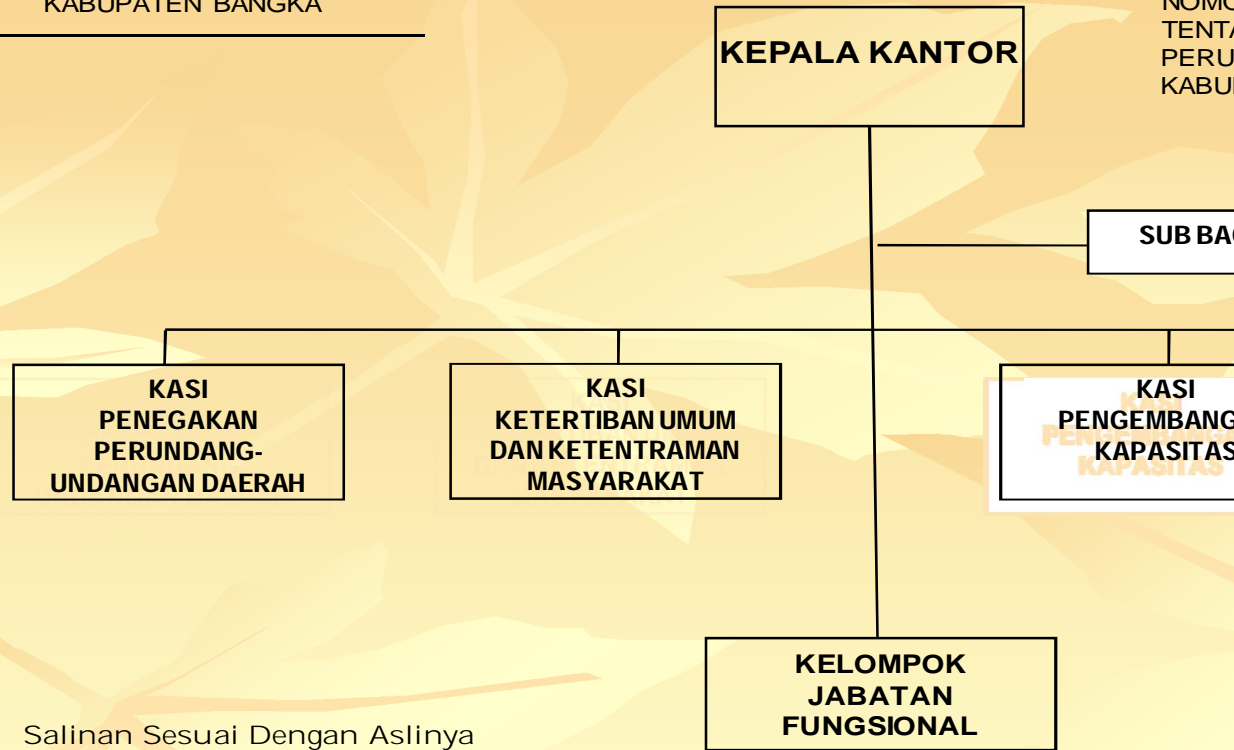 KABUPATEN BANGKA
KEPALA KANTOR
SUB
KASI
PENEGAKAN
PERUNDANG-
UNDANGAN DAERAH
KASI
KETERTIBAN UMUM
DAN KETENTRAMAN
MASYARAKAT
KASI
KAPASITAS
KELOMPOK
JABATAN
FUNGSIONAL
Salinan Sesuai Dengan Aslinya